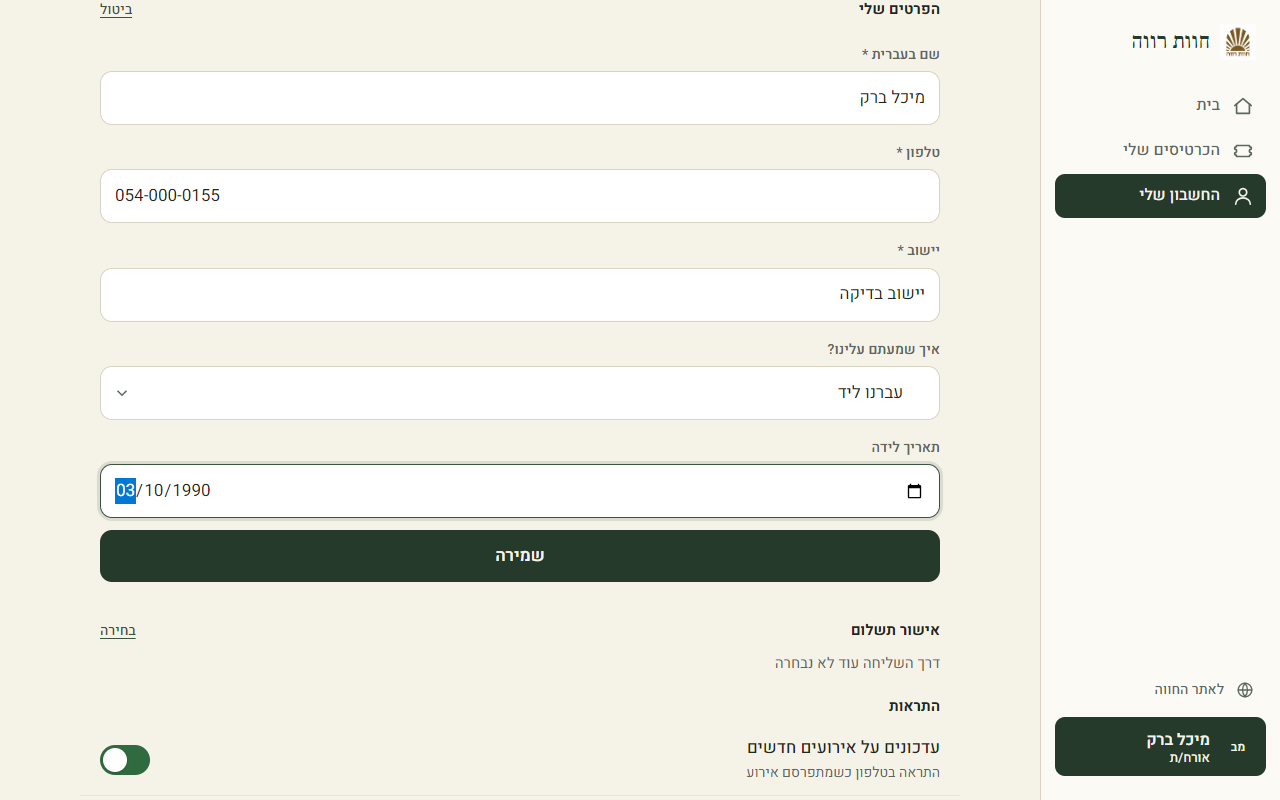 חוות רווה
חוות רווה
בית
הכרטיסים שלי
החשבון שלי
לאתר החווה
מב
מיכל ברק
אורח/ת
הפרטים שלי
ביטול
שם בעברית *
מיכל ברק
טלפון *
054-000-0155
יישוב *
יישוב בדיקה
איך שמעתם עלינו?
עברנו ליד
תאריך לידה
03/10/1990
שמירה
אישור תשלום
בחירה
דרך השליחה עוד לא נבחרה
התראות
עדכונים על אירועים חדשים
התראה בטלפון כשמתפרסם אירוע